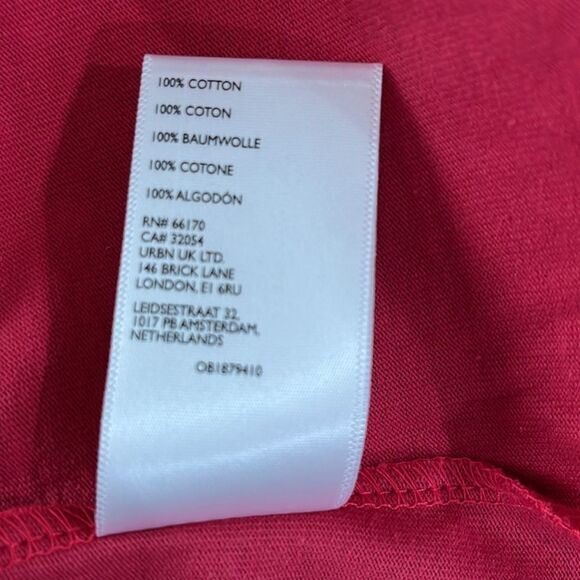 100% COTTON
100% COTON
100% BAUMWOLLE
100% COTONE
100% ALGODÓN
RN# 66170
CA# 32054
URBN UK LTD.
146 BRICK LANE
LONDON, E1 6RU
LEIDSESTRAAT 32,
1017 PB AMSTERDAM,
NETHERLANDS
OB1879410